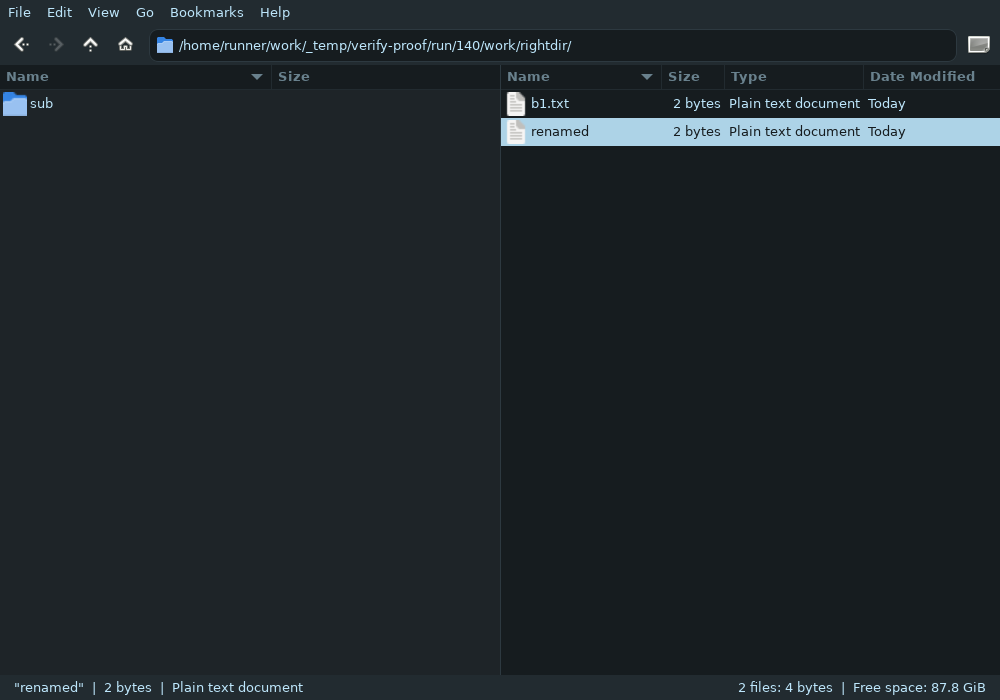 File Edit View Go Bookmarks Help
/home/runner/work/_temp/verify-proof/run/140/work/rightdir/
Name Size
sub
Name Size Type Date Modified
b1.txt 2 bytes Plain text document Today
renamed 2 bytes Plain text document Today
"renamed" | 2 bytes | Plain text document
2 files: 4 bytes | Free space: 87.8 GiB